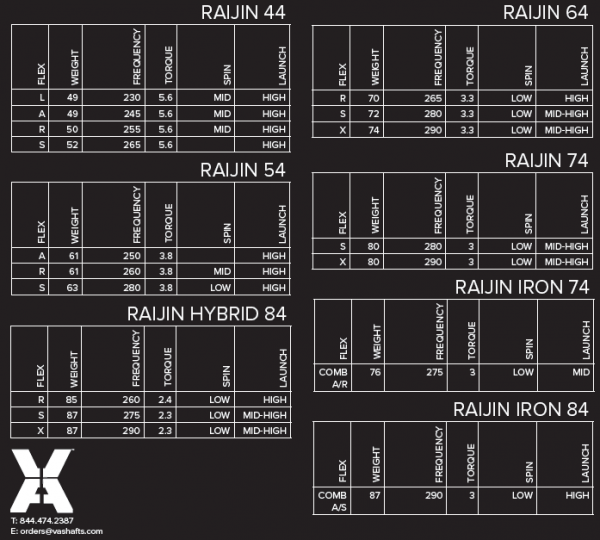 RAIJIN 44
FLEX WEIGHT FREQUENCY TORQUE SPIN LAUNCH
L 49 230 5.6 MID HIGH
A 49 245 5.6 MID HIGH
R 50 255 5.6 MID HIGH
S 52 265 5.6 HIGH
RAIJIN 54
FLEX WEIGHT FREQUENCY TORQUE SPIN LAUNCH
A 61 250 3.8 HIGH
R 61 260 3.8 MID HIGH
S 63 280 3.8 LOW HIGH
RAIJIN HYBRID 84
FLEX WEIGHT FREQUENCY TORQUE SPIN LAUNCH
R 85 260 2.4 LOW HIGH
S 87 275 2.3 LOW MID-HIGH
X 87 290 2.3 LOW MID-HIGH
VA
T: 844.474.2387
E: orders@vashafts.com
RAIJIN 64
FLEX WEIGHT FREQUENCY TORQUE SPIN LAUNCH
R 70 265 3.3 LOW HIGH
S 72 280 3.3 LOW MID-HIGH
X 74 290 3.3 LOW MID-HIGH
RAIJIN 74
FLEX WEIGHT FREQUENCY TORQUE SPIN LAUNCH
S 80 280 3 LOW MID-HIGH
X 80 290 3 LOW MID-HIGH
RAIJIN IRON 74
FLEX WEIGHT FREQUENCY TORQUE SPIN LAUNCH
COMB 76 275 3 LOW MID
A/R
RAIJIN IRON 84
FLEX WEIGHT FREQUENCY TORQUE SPIN LAUNCH
COMB 87 290 3 LOW HIGH
A/S